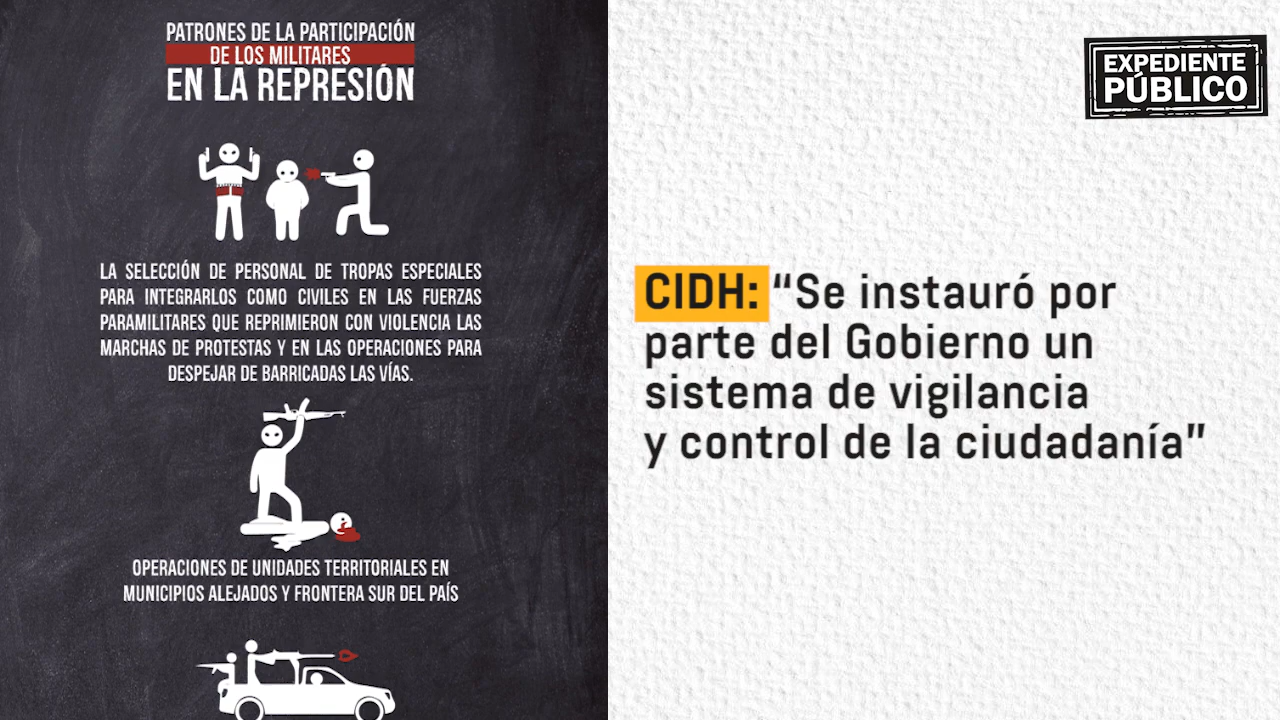 PATRONES DE LA PARTICIPACIÓN
DE LOS MILITARES
EN LA REPRESIÓN
LA SELECCIÓN DE PERSONAL DE TROPAS ESPECIALES
PARA INTEGRARLOS COMO CIVILES EN LAS FUERZAS
PARAMILITARES QUE REPRIMIERON CON VIOLENCIA LAS
MARCHAS DE PROTESTAS Y EN LAS OPERACIONES PARA
DESPEJAR DE BARRICADAS LAS VÍAS.
OPERACIONES DE UNIDADES TERRITORIALES EN
MUNICIPIOS ALEJADOS Y FRONTERA SUR DEL PAÍS
EXPEDIENTE
PÚBLICO
CIDH: “Se instauró por
parte del Gobierno un
sistema de vigilancia
y control de la ciudadanía”